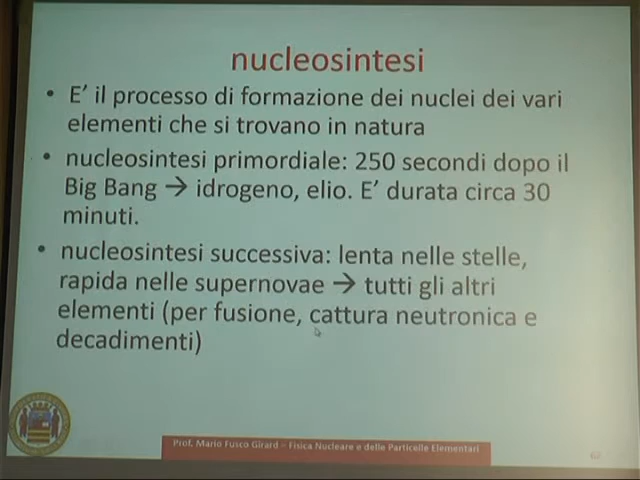 nucleosintesi
• E' il processo di formazione dei nuclei dei vari
elementi che si trovano in natura
• nucleosintesi primordiale: 250 secondi dopo il
Big Bang → idrogeno, elio. E' durata circa 30
minuti.
• nucleosintesi successiva: lenta nelle stelle,
rapida nelle supernovae → tutti gli altri
elementi (per fusione, cattura neutronica e
decadimenti)
Prof. Mario Fusco Girard – Fisica Nucleare e delle Particelle Elementari